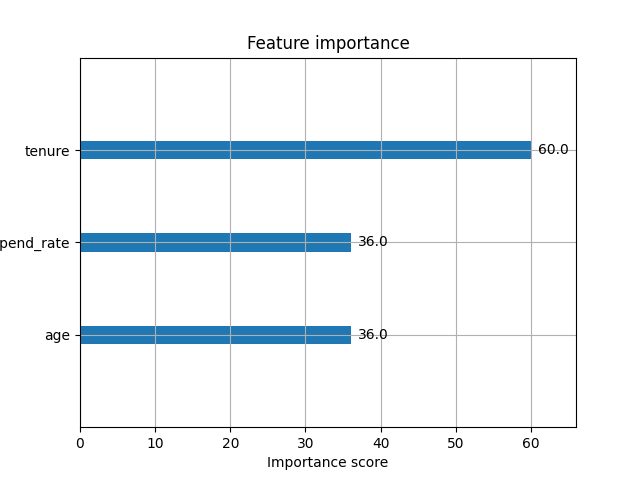 Feature importance
tenure 60.0
pend_rate 36.0
age 36.0
0 10 20 30 40 50 60
Importance score